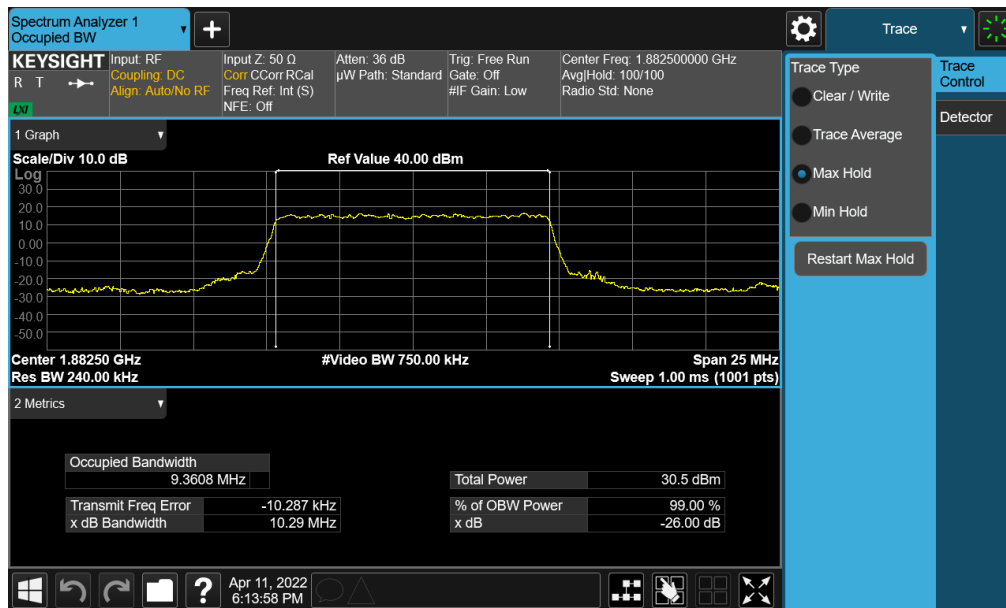 Spectrum Analyzer 1
Occupied BW
+
Trace
KEYSIGHT
R T
LXI
Input: RF
Coupling: DC
Align: Auto/No RF
Input Z: 50 Ω
Corr CCorr RCal
Freq Ref: Int (S)
NFE: Off
Atten: 36 dB
µW Path: Standard
Trig: Free Run
Gate: Off
#IF Gain: Low
Center Freq: 1.882500000 GHz
Avg|Hold: 100/100
Radio Std: None
Trace Type
Clear / Write
Trace Average
Max Hold
Min Hold
Restart Max Hold
Trace
Control
Detector
1 Graph
Scale/Div 10.0 dB
Ref Value 40.00 dBm
Log
30.0
20.0
10.0
0.00
-10.0
-20.0
-30.0
-40.0
-50.0
Center 1.88250 GHz
#Video BW 750.00 kHz
Span 25 MHz
Res BW 240.00 kHz
Sweep 1.00 ms (1001 pts)
2 Metrics
Occupied Bandwidth
9.3608 MHz
Total Power 30.5 dBm
Transmit Freq Error -10.287 kHz
% of OBW Power 99.00 %
x dB Bandwidth 10.29 MHz
x dB -26.00 dB
?
Apr 11, 2022
6:13:58 PM